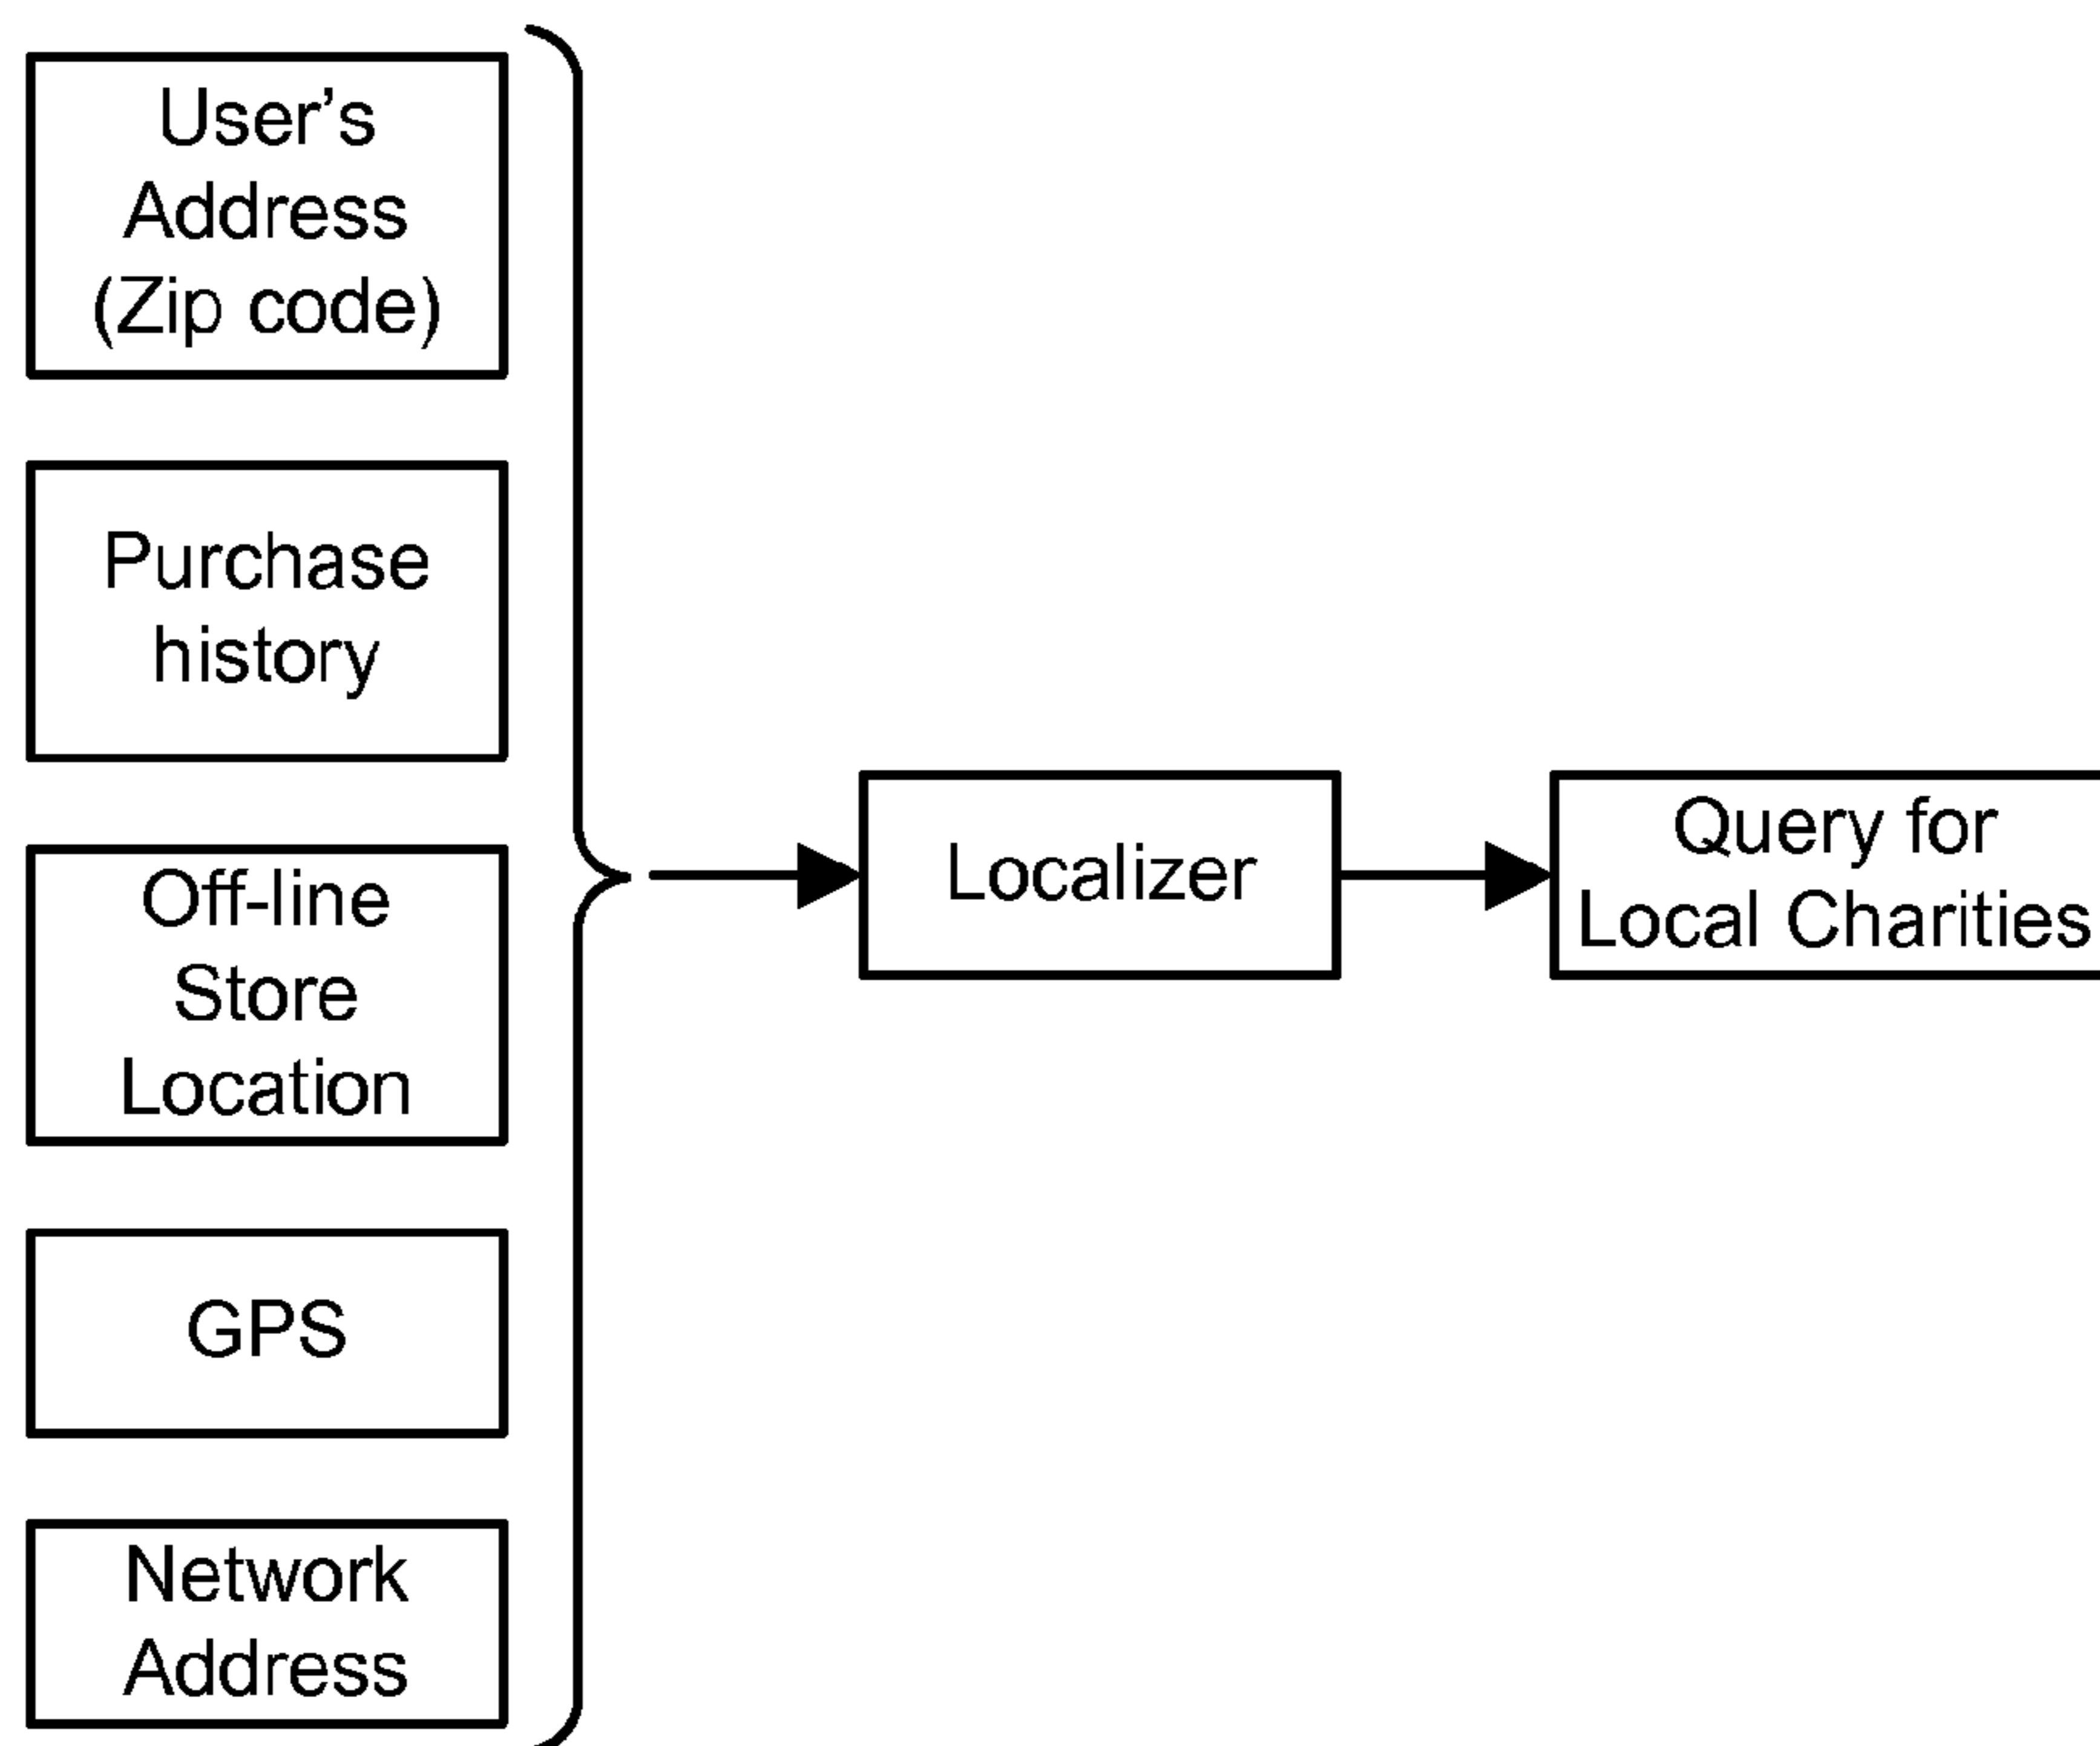 User’s
Address
(Zip code)
Purchase
history
Off-line
Store
Location
GPS
Network
Address
Localizer
Query for
Local Charities